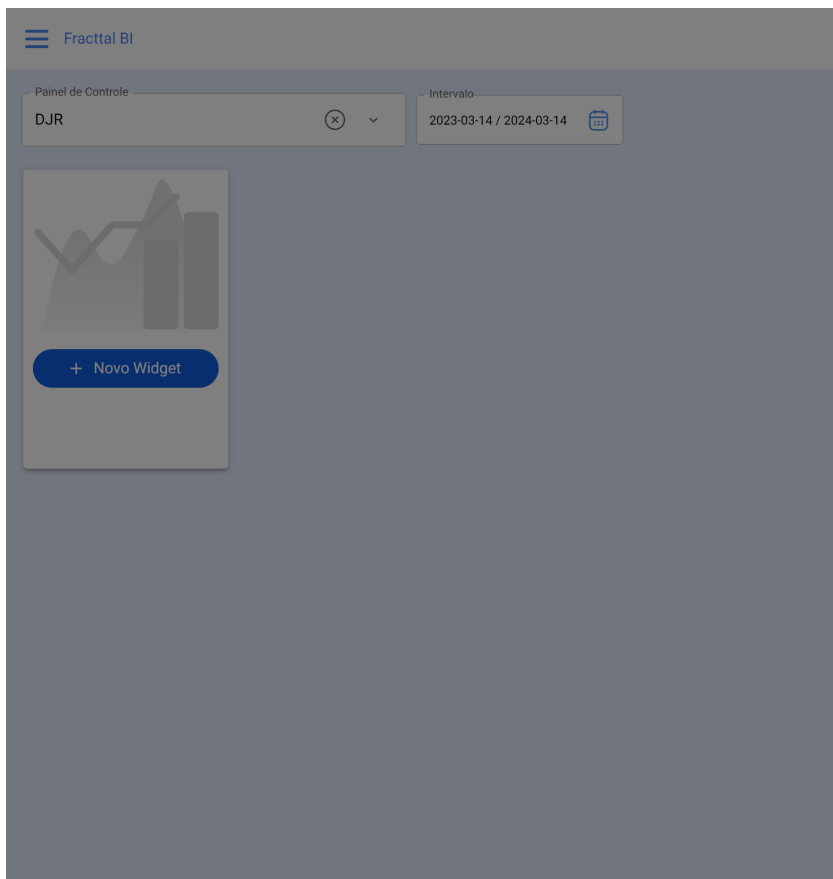 Fracttal BI
Painel de Controle
DJR
Intervalo
2023-03-14 / 2024-03-14
+ Novo Widget